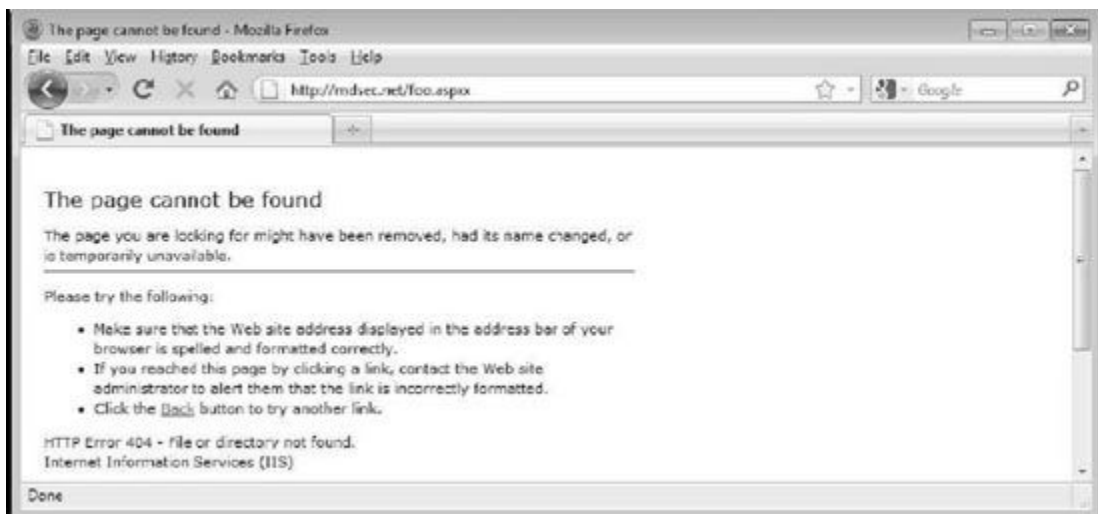 The page cannot be found - Mozilla Firefox
File Edit View History Bookmarks Tools Help
http://mdsec.net/foo.aspx
Google
The page cannot be found
The page cannot be found
The page you are looking for might have been removed, had its name changed, or
is temporarily unavailable.
Please try the following:
Make sure that the Web site address displayed in the address bar of your
browser is spelled and formatted correctly.
If you reached this page by clicking a link, contact the Web site
administrator to alert them that the link is incorrectly formatted.
Click the Back button to try another link.
HTTP Error 404 - File or directory not found.
Internet Information Services (IIS)
Done